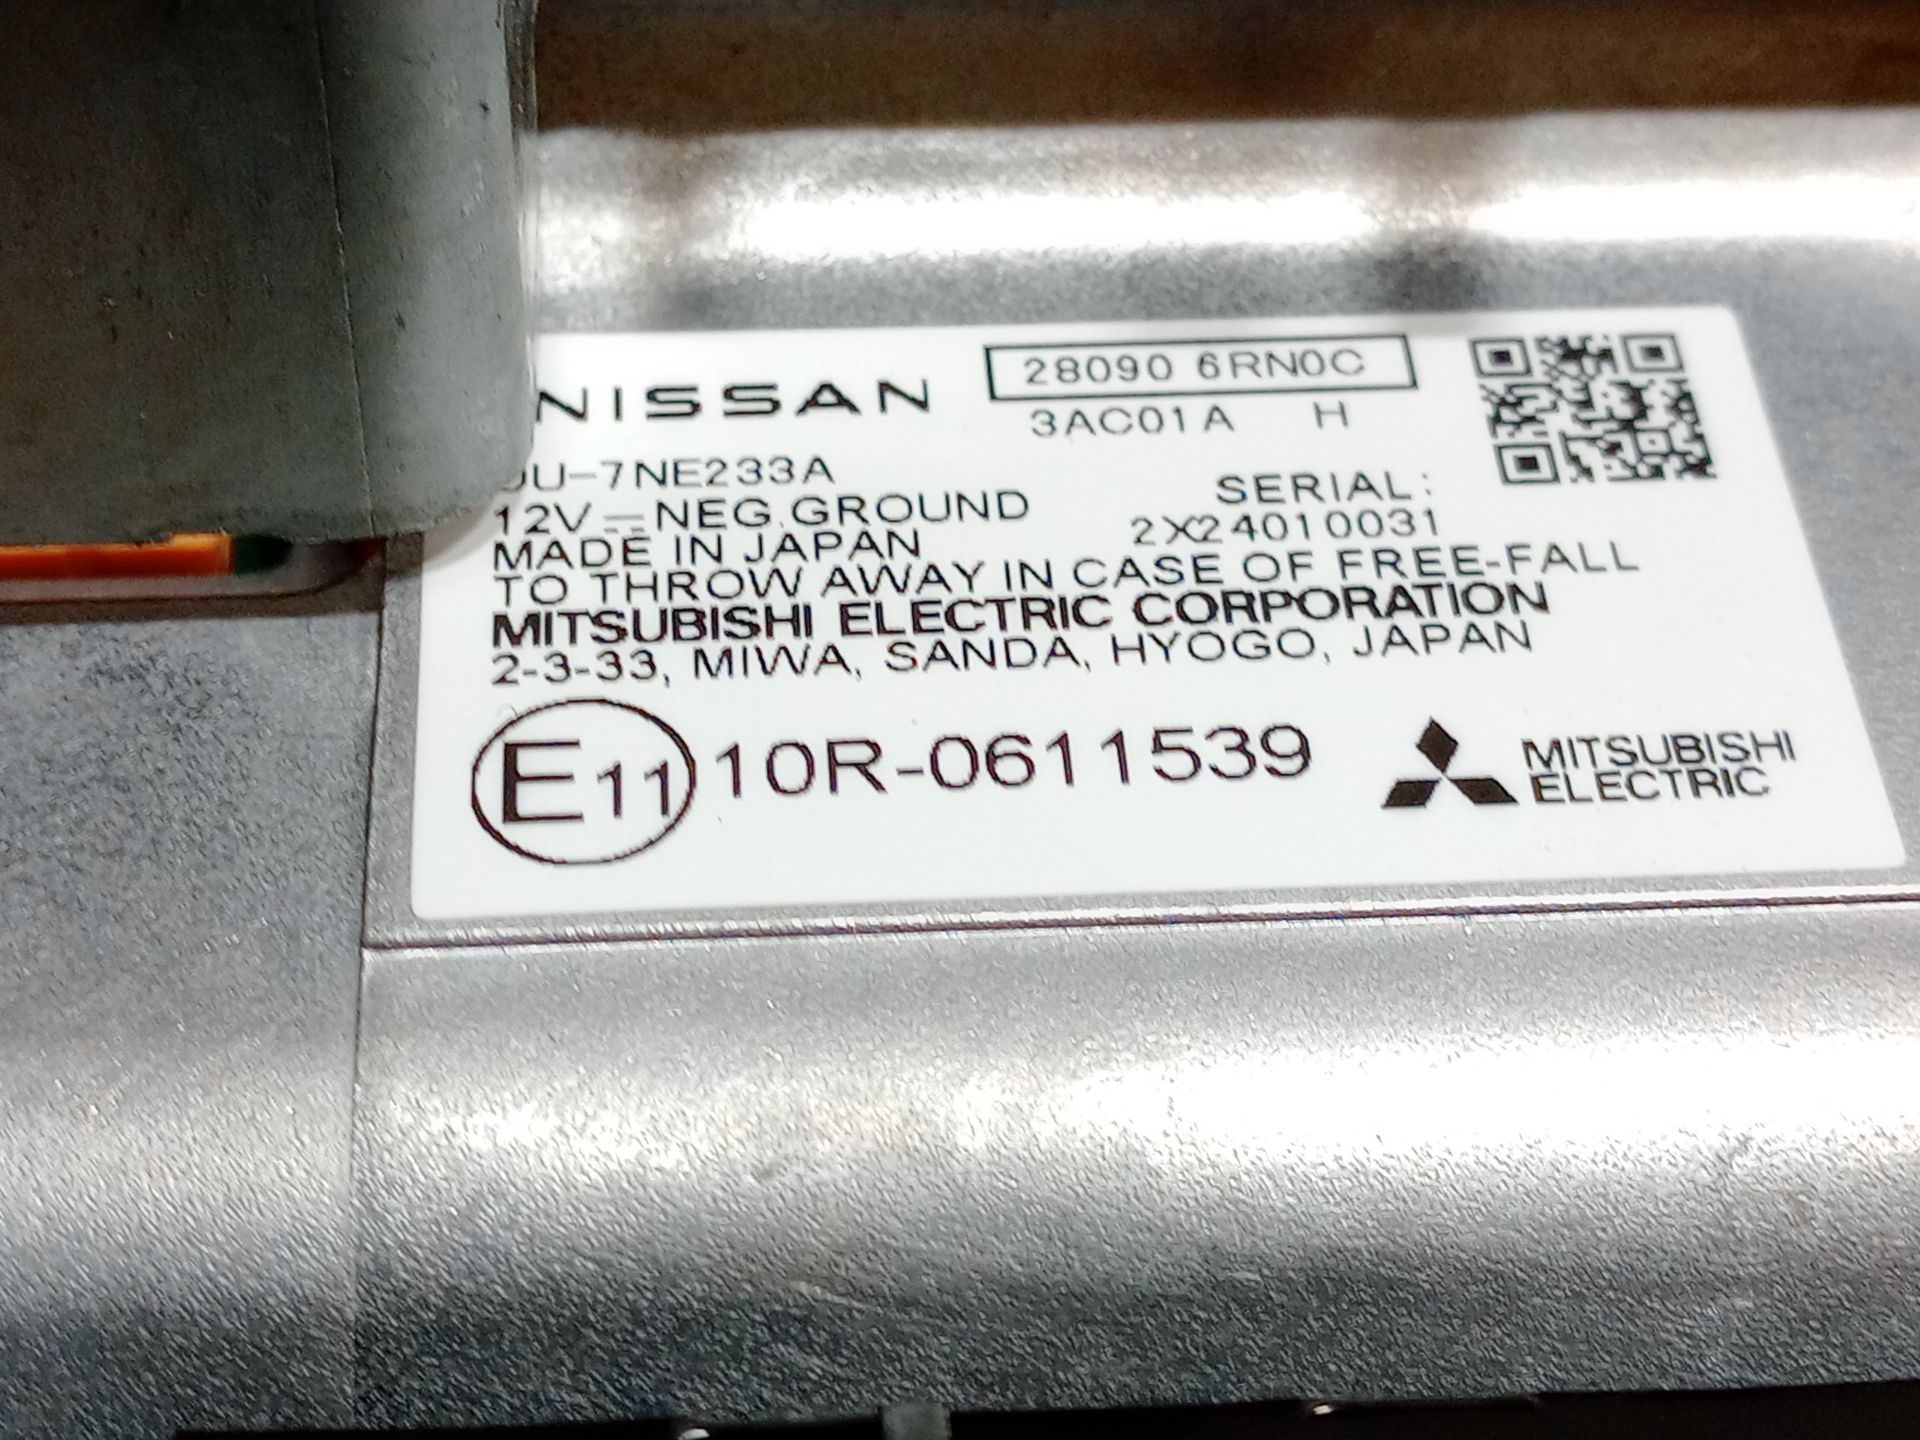 NISSAN
28090 6RN0C
3AC01A H
12V NEG.GROUND
MADE IN JAPAN
SERIAL:
2X24010031
TO THROW AWAY IN CASE OF FREE-FALL
MITSUBISHI ELECTRIC CORPORATION
2-3-33, MIWA, SANDA, HYOGO, JAPAN
E11 10R-0611539
MITSUBISHI
ELECTRIC